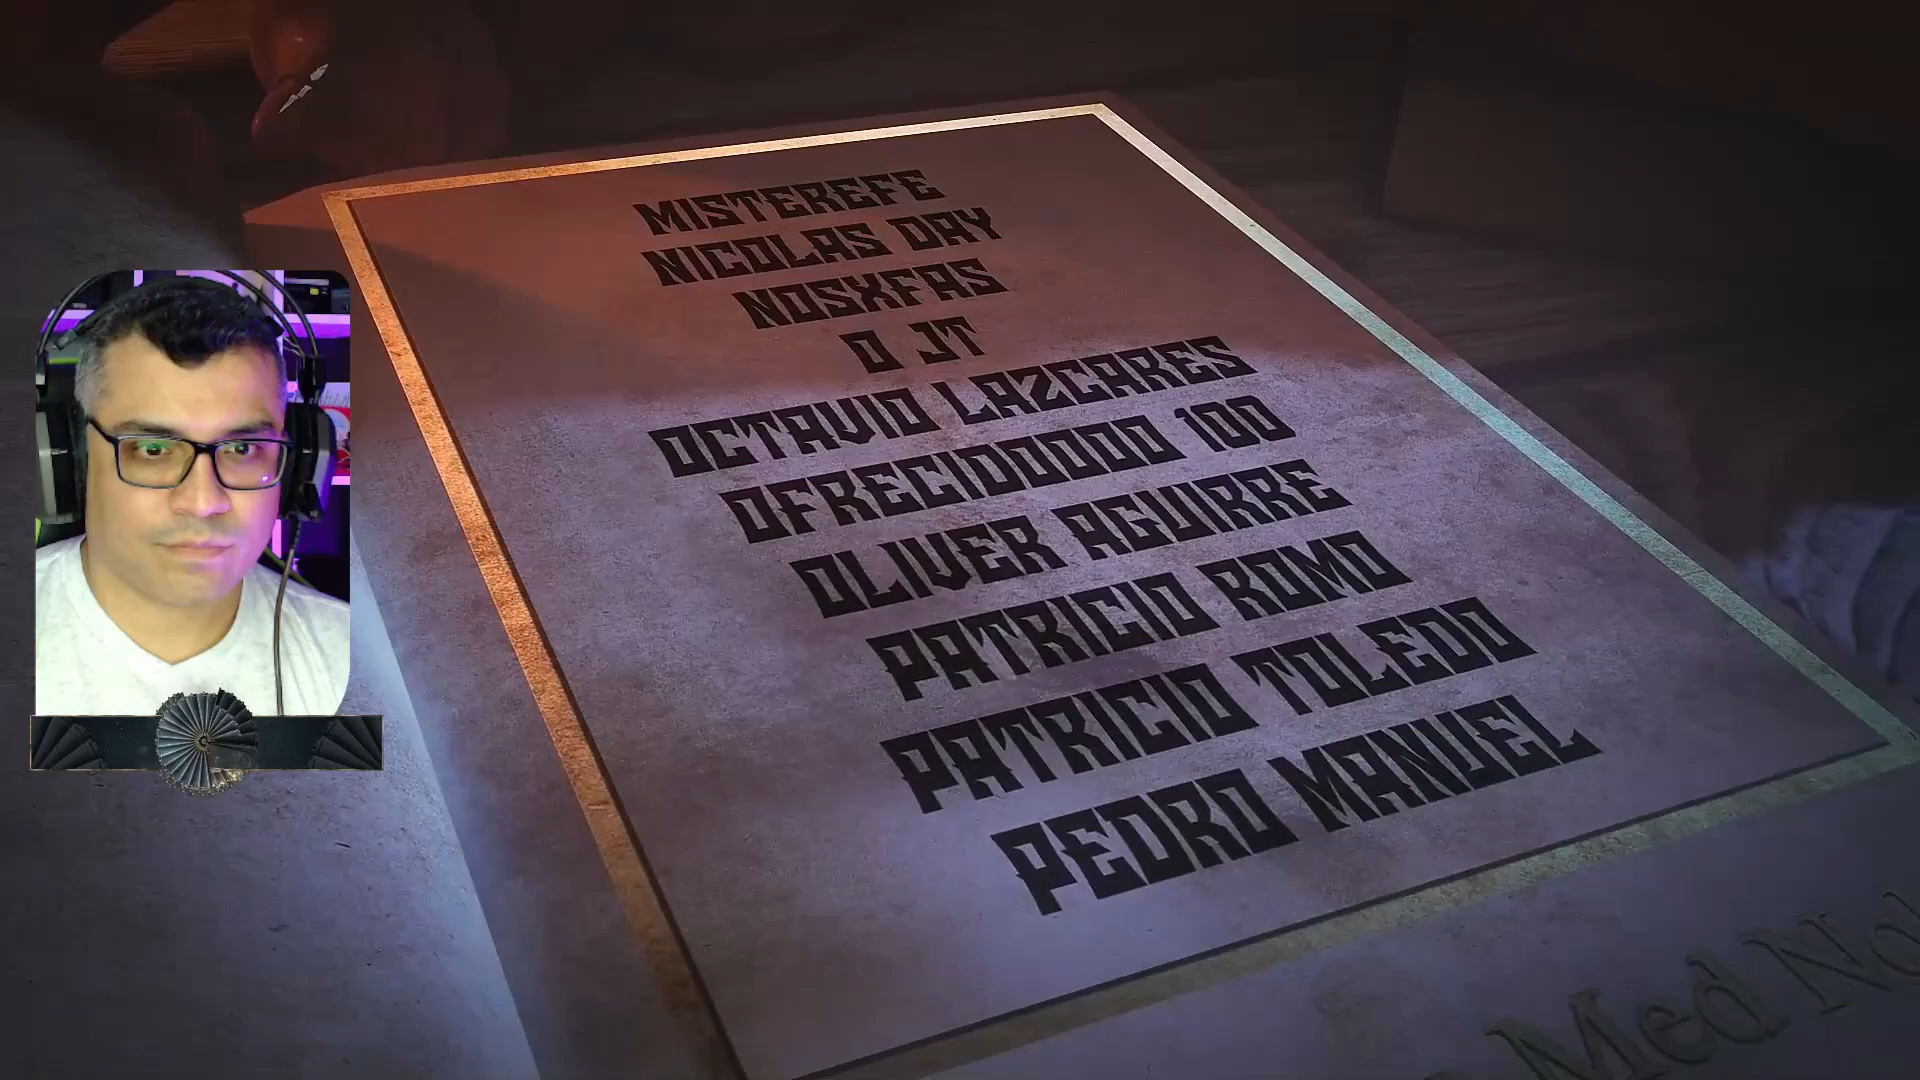 MISTEREFE
NICOLAS DAY
NOSXFAS
O JT
OCTAVIO LAZCARES
OFRECIDOOOO 100
OLIVER AGUIRRE
PATRICIO ROMO
PATRICIO TOLEDO
PEDRO MANUEL
Med